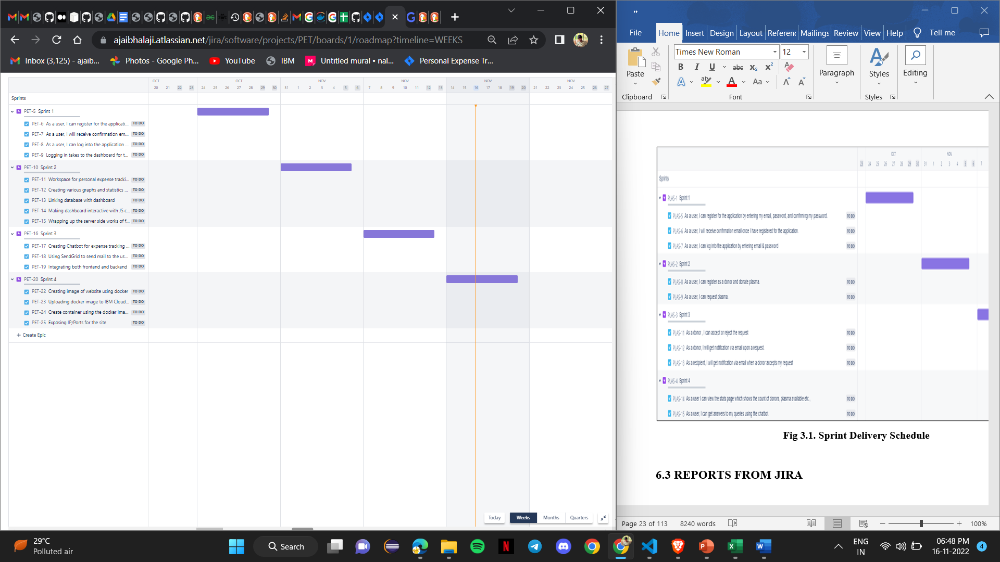 ajaibhalaji.atlassian.net/jira/software/projects/PET/boards/1/roadmap?timeline=WEEKS
Inbox (3,125) - ajaib...
Photos - Google Ph...
YouTube
IBM
Untitled mural • nal...
Personal Expense Tr...
OCT
OCT
NOV
NOV
NOV
NOV
20 21 22 23 24 25 26 27 28 29 30 31 1 2 3 4 5 6 7 8 9 10 11 12 13 14 15 16 17 18 19 20 21 22 23 24 25 26 27
Sprints
PET-5 Sprint 1
PET-6 As a user, I can register for the applicati... TO DO
PET-7 As a user, I will receive confirmation em... TO DO
PET-8 As a user, I can log into the application ... TO DO
PET-9 Logging in takes to the dashboard for t... TO DO
PET-10 Sprint 2
PET-11 Workspace for personal expense tracki... TO DO
PET-12 Creating various graphs and statistics ... TO DO
PET-13 Linking database with dashboard TO DO
PET-14 Making dashboard interactive with JS c... TO DO
PET-15 Wrapping up the server side works of f... TO DO
PET-16 Sprint 3
PET-17 Creating Chatbot for expense tracking ... TO DO
PET-18 Using SendGrid to send mail to the us... TO DO
PET-19 Integrating both frontend and backend TO DO
PET-20 Sprint 4
PET-22 Creating image of website using docker TO DO
PET-23 Uploading docker image to IBM Cloud... TO DO
PET-24 Create container using the docker ima... TO DO
PET-25 Exposing IP/Ports for the site TO DO
+ Create Epic
Today Weeks Months Quarters
File Home Insert Design Layout Referenc Mailings Review View Help Tell me
Times New Roman 12
Paste
B I U abc X₂ X²
A aby A Aa A A
Paragraph
Styles
Editing
Clipboard Font Styles
OCT NOV
23 24 25 26 27 28 29 30 31 1 2 3 4 5 6 7
Sprints
PLAS-1 Sprint 1
PLAS-5 As a user, I can register for the application by entering my email, password, and confirming my password. TO DO
PLAS-6 As a user, I will receive confirmation email once I have registered for the application. TO DO
PLAS-7 As a user, I can log into the application by entering email & password TO DO
PLAS-2 Sprint 2
PLAS-8 As a user, I can register as a donor and donate plasma. TO DO
PLAS-9 As a user, I can request plasma. TO DO
PLAS-3 Sprint 3
PLAS-11 As a donor , I can accept or reject the request TO DO
PLAS-12 As a donor, I will get notification via email upon a request. TO DO
PLAS-13 As a recipient, I will get notification via email when a donor accepts my request TO DO
PLAS-4 Sprint 4
PLAS-14 As a user I can view the stats page which shows the count of donors, plasma available etc., TO DO
PLAS-15 As a user, I can get answers to my queries using the chatbot. TO DO
Fig 3.1. Sprint Delivery Schedule
6.3 REPORTS FROM JIRA
Page 23 of 113 8240 words 100%
29°C
Polluted air
Search
ENG
IN
06:48 PM
16-11-2022
4